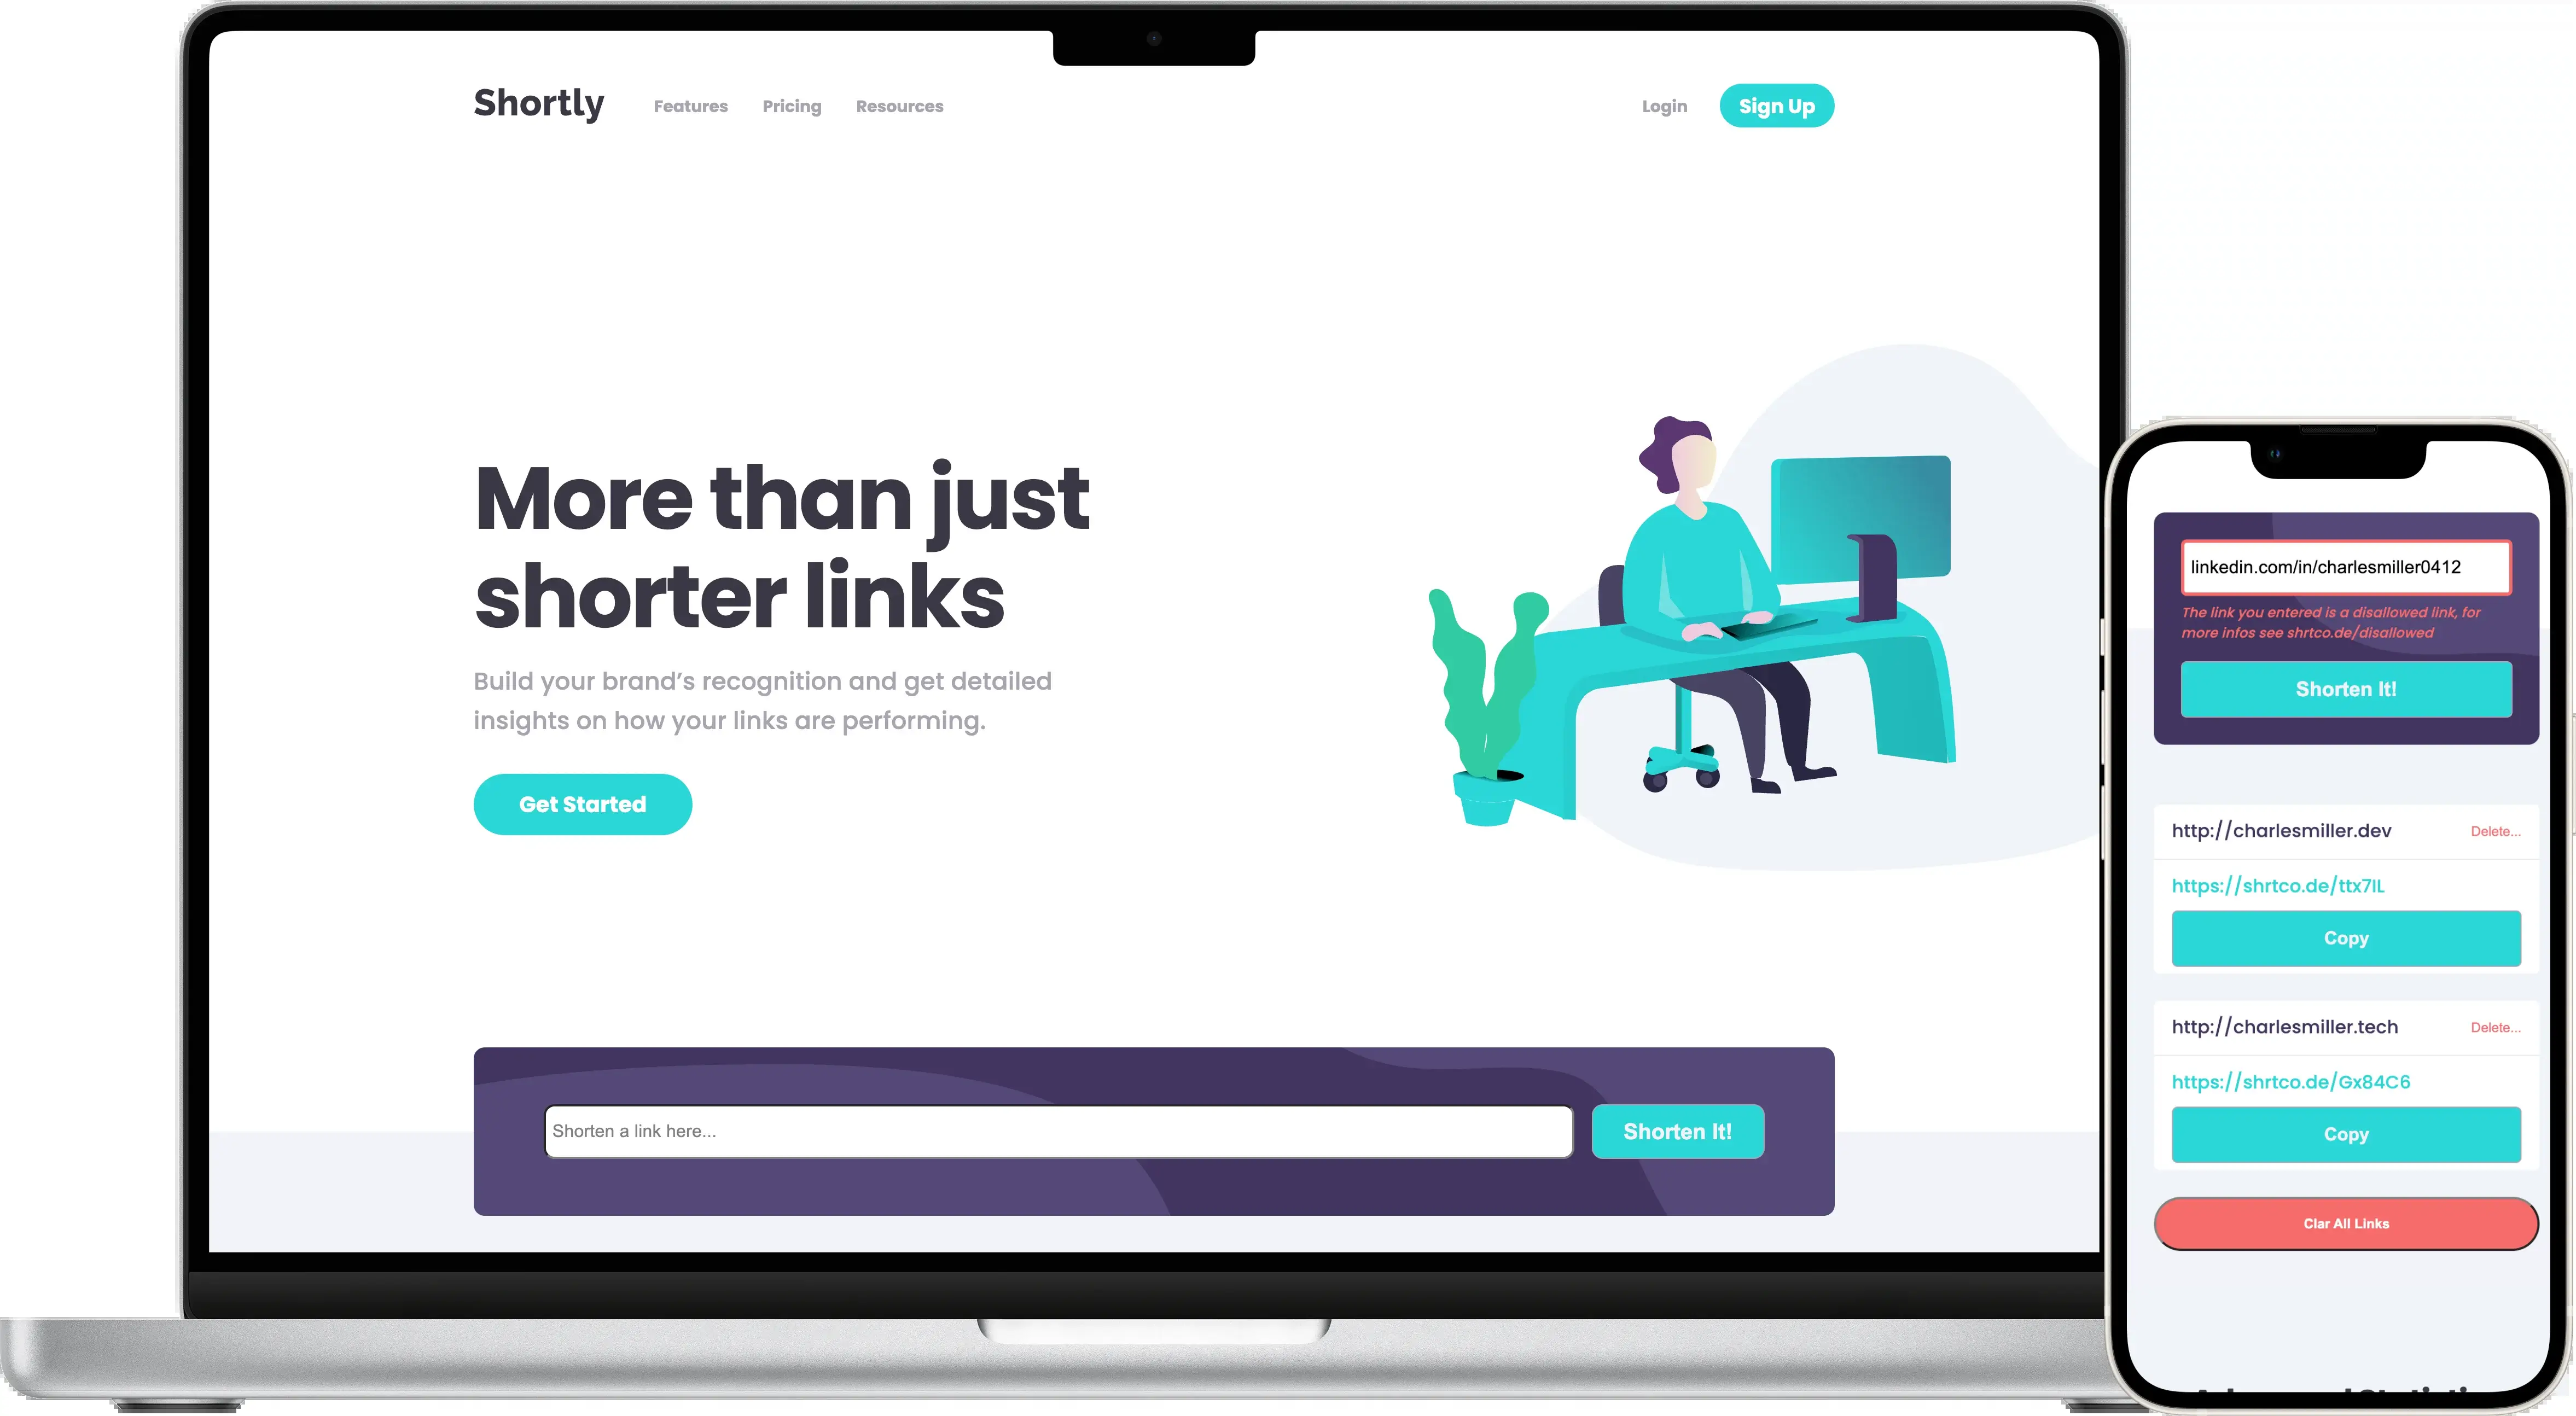 Shortly
Features
Pricing
Resources
Login
Sign Up
More than just
shorter links
Build your brand’s recognition and get detailed
insights on how your links are performing.
Get Started
Shorten a link here...
Shorten It!
linkedin.com/in/charlesmiller0412
The link you entered is a disallowed link, for
more infos see shrtco.de/disallowed
Shorten It!
http://charlesmiller.dev
Delete...
https://shrtco.de/ttx7IL
Copy
http://charlesmiller.tech
Delete...
https://shrtco.de/Gx84C6
Copy
Clar All Links